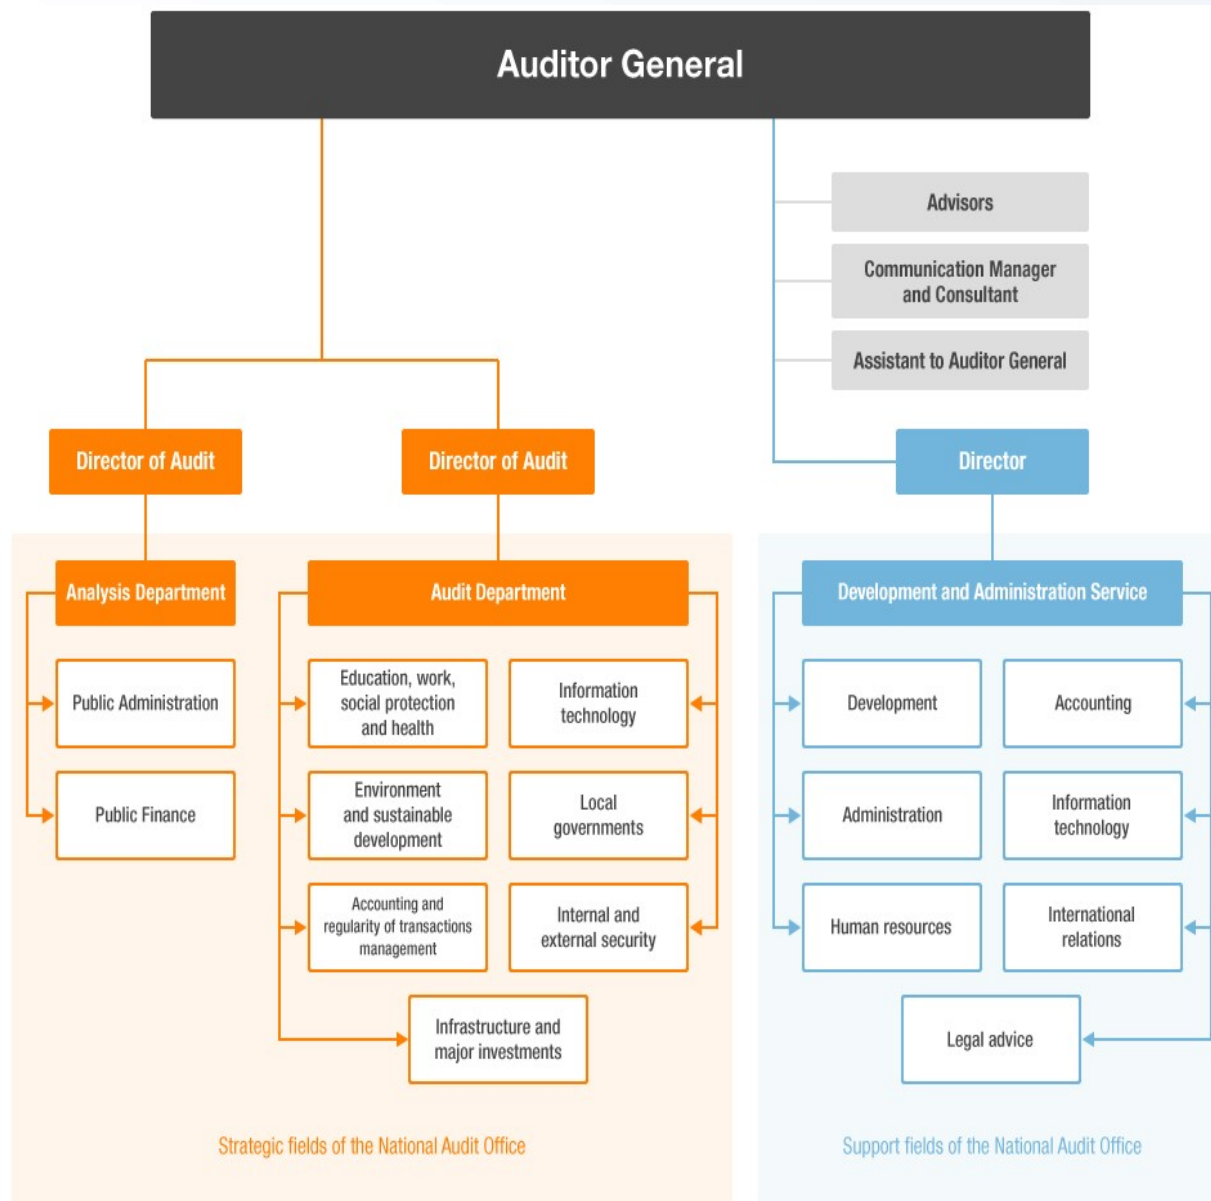 Auditor General
Advisors
Communication Manager
and Consultant
Assistant to Auditor General
Director of Audit
Director of Audit
Director
Analysis Department
Audit Department
Development and Administration Service
Public Administration
Public Finance
Education, work,
social protection
and health
Information
technology
Environment
and sustainable
development
Local
governments
Accounting and
regularity of transactions
management
Internal and
external security
Infrastructure and
major investments
Development
Accounting
Administration
Information
technology
Human resources
International
relations
Legal advice
Strategic fields of the National Audit Office
Support fields of the National Audit Office